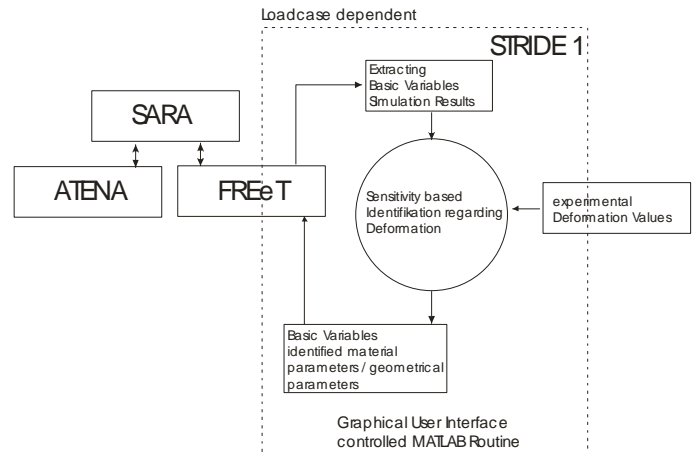 Loadcase dependent
STRIDE 1
Extracting
Basic Variables
Simulation Results
SARA
ATENA
FREeT
Sensitivity based
Identifikation regarding
Deformation
experimental
Deformation Values
Basic Variables
identified material
parameters / geometrical
parameters
Graphical User Interface
controlled MATLAB Routine